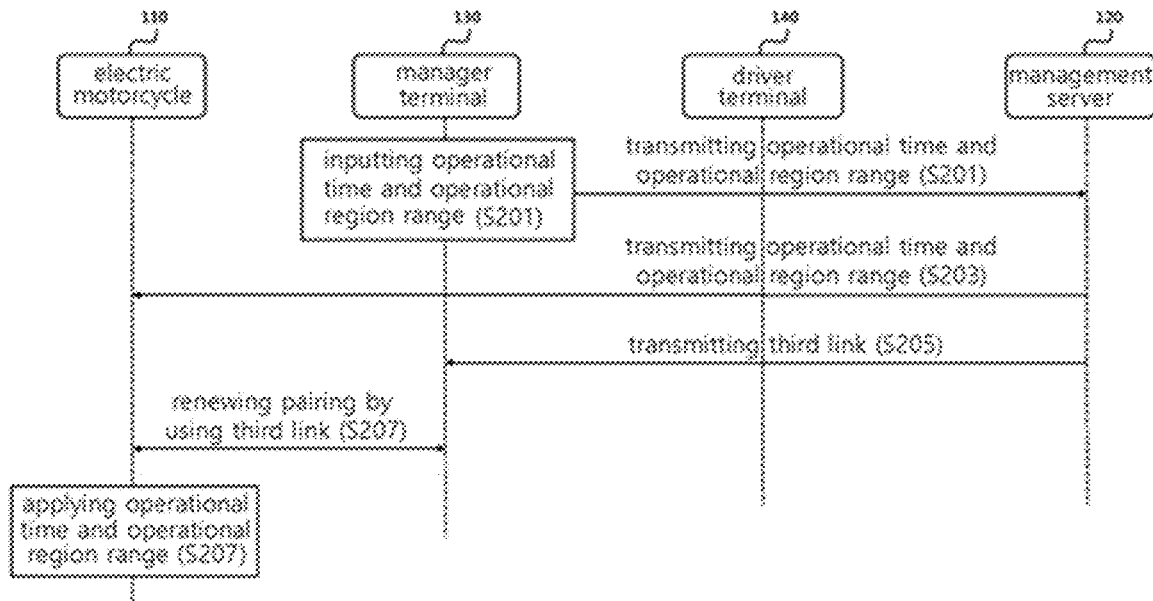 110
130
140
120
electric
motorcycle
manager
terminal
driver
terminal
management
server
inputting operational
time and operational
region range (S201)
transmitting operational time and
operational region range (S201)
transmitting operational time and
operational region range (S203)
transmitting third link (S205)
renewing pairing by
using third link (S207)
applying operational
time and operational
region range (S207)